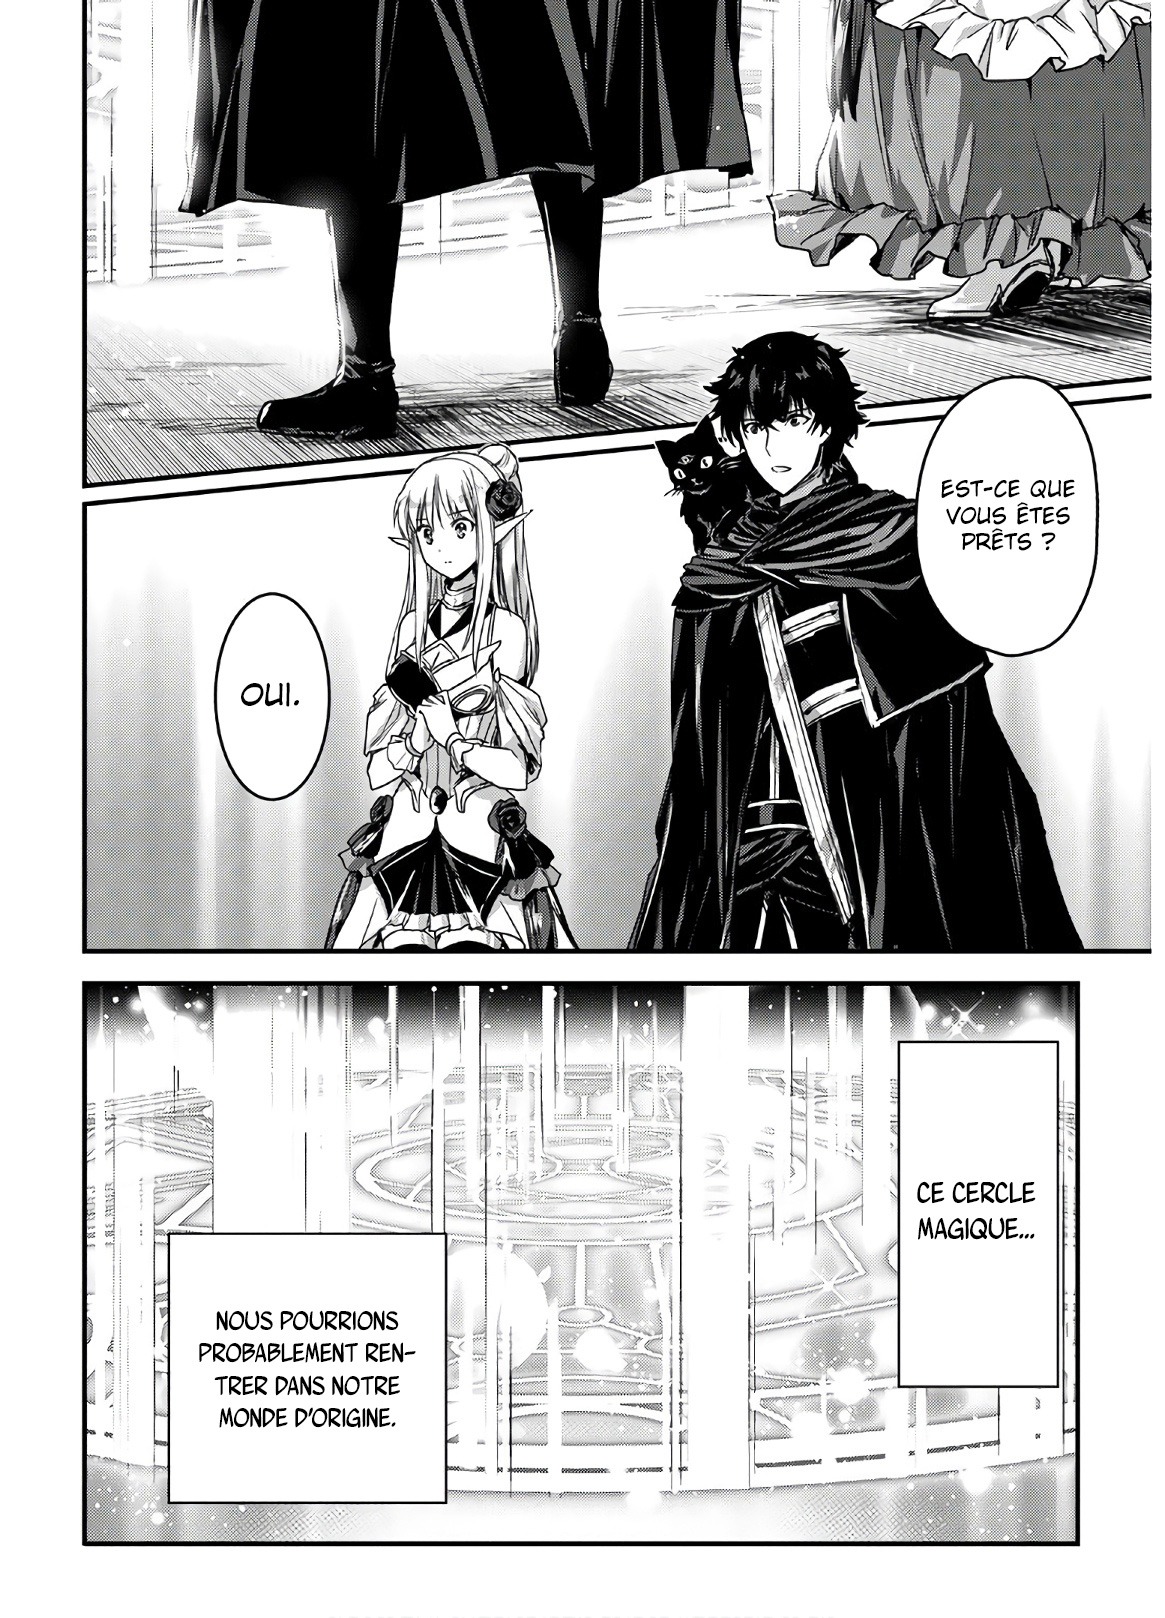 EST-CE QUE
VOUS ÊTES
PRÊTS ?
OUI.
CE CERCLE
MAGIQUE...
NOUS POURRIONS
PROBABLEMENT REN-
TRER DANS NOTRE
MONDE D'ORIGINE.